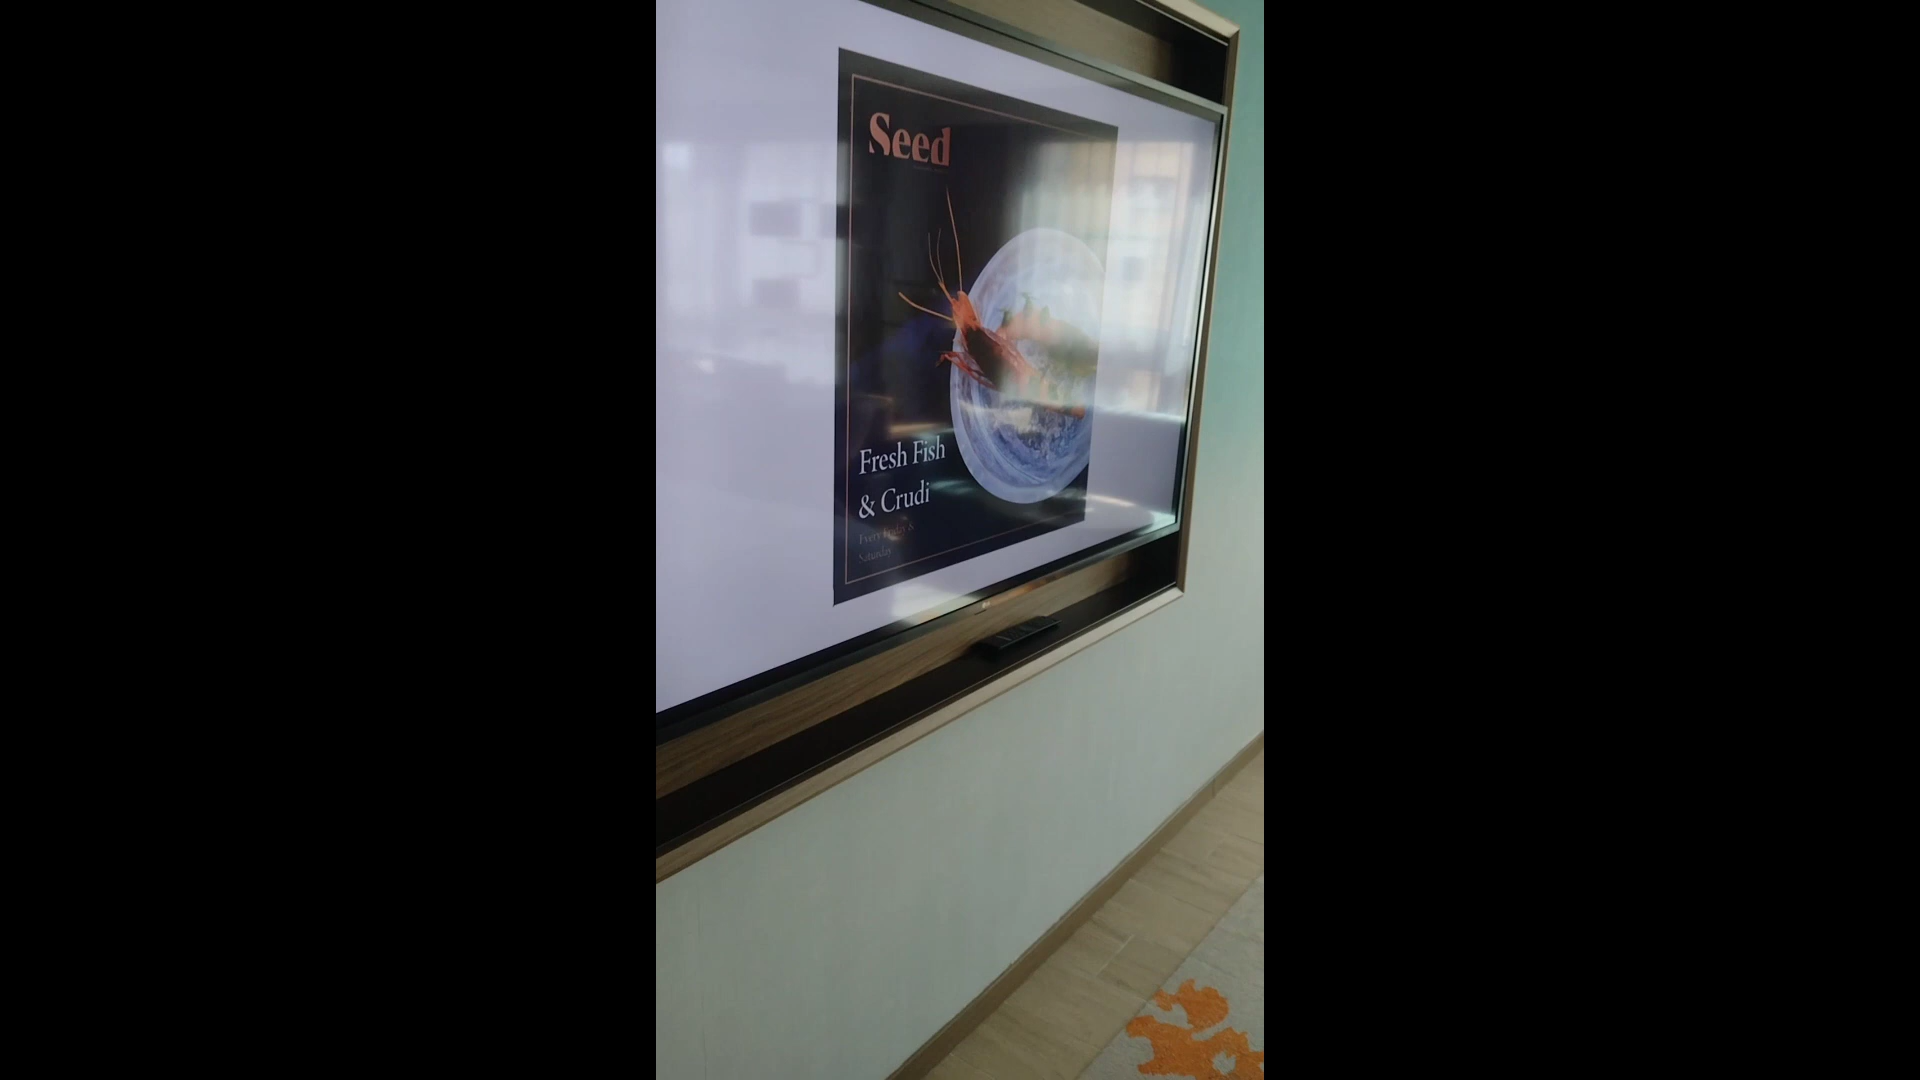 Seed
Fresh Fish
& Crudi
Every Friday &
Saturday